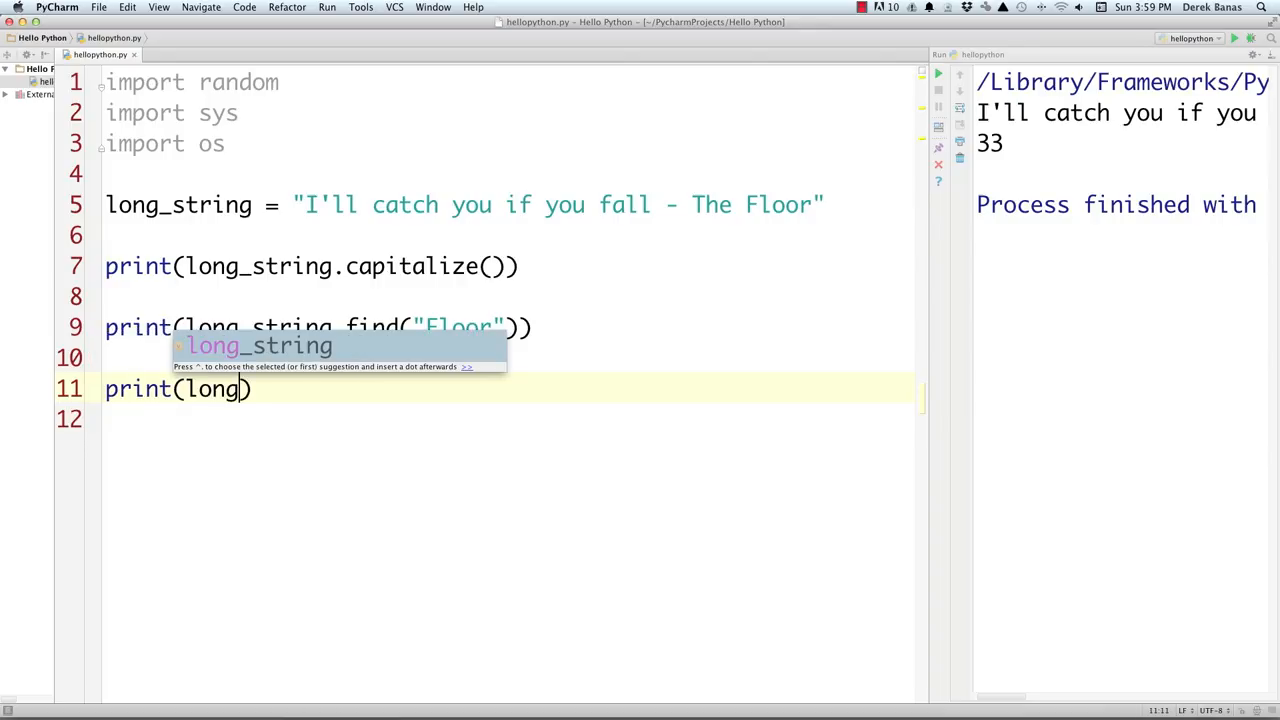 PyCharm File Edit View Navigate Code Refactor Run Tools VCS Window Help 10 Sun 3:59 PM Derek Banas
hellopython.py - Hello Python - [~/PycharmProjects/Hello Python]
Hello Python hellopython.py hellopython
hellopython.py Run hellopython
Hello P
hell
Externa
1 import random
2 import sys
3 import os
4
5 long_string = "I'll catch you if you fall - The Floor"
6
7 print(long_string.capitalize())
8
9 print(long_string.find("Floor"))
long_string
Press ^. to choose the selected (or first) suggestion and insert a dot afterwards >>
10
11 print(long)
12
/Library/Frameworks/Py
I'll catch you if you
33
Process finished with
11:11 LF UTF-8